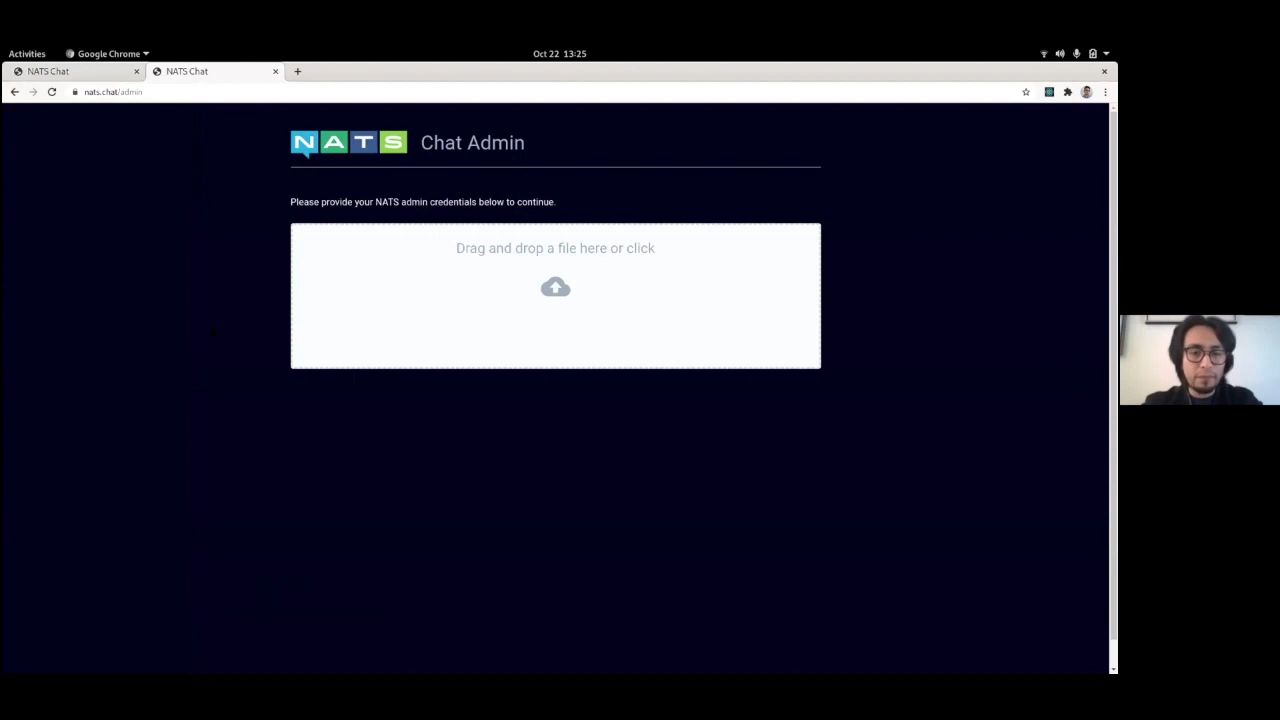 Activities
Google Chrome
Oct 22 13:25
NATS Chat
NATS Chat
nats.chat/admin
NATS Chat Admin
Please provide your NATS admin credentials below to continue.
Drag and drop a file here or click